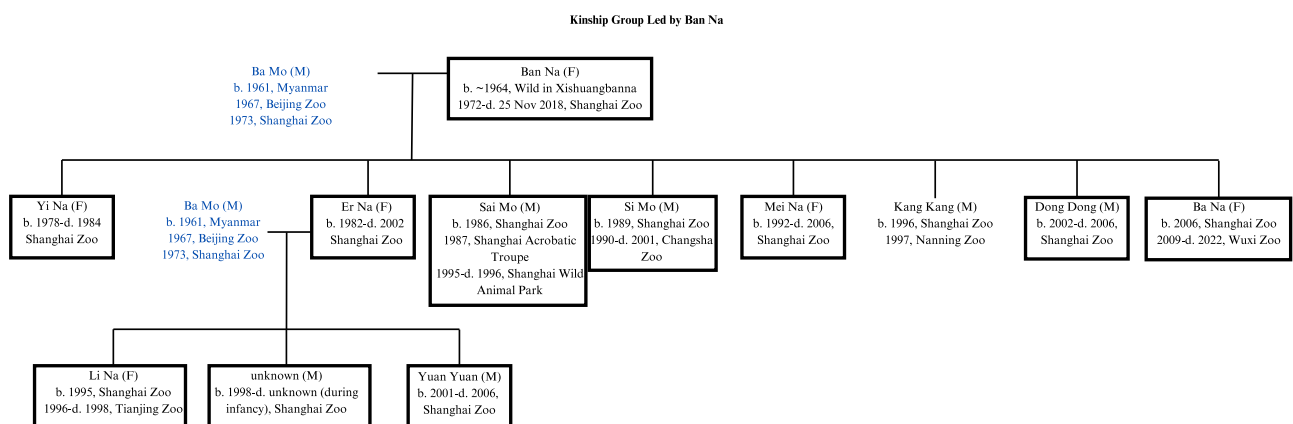 Kinship Group Led by Ban Na
Ba Mo (M)
b. 1961, Myanmar
1967, Beijing Zoo
1973, Shanghai Zoo
Ban Na (F)
b. ~1964, Wild in Xishuangbanna
1972-d. 25 Nov 2018, Shanghai Zoo
Yi Na (F)
b. 1978-d. 1984
Shanghai Zoo
Ba Mo (M)
b. 1961, Myanmar
1967, Beijing Zoo
1973, Shanghai Zoo
Er Na (F)
b. 1982-d. 2002
Shanghai Zoo
Sai Mo (M)
b. 1986, Shanghai Zoo
1987, Shanghai Acrobatic
Troupe
1995-d. 1996, Shanghai Wild
Animal Park
Si Mo (M)
b. 1989, Shanghai Zoo
1990-d. 2001, Changsha
Zoo
Mei Na (F)
b. 1992-d. 2006,
Shanghai Zoo
Kang Kang (M)
b. 1996, Shanghai Zoo
1997, Nanning Zoo
Dong Dong (M)
b. 2002-d. 2006,
Shanghai Zoo
Ba Na (F)
b. 2006, Shanghai Zoo
2009-d. 2022, Wuxi Zoo
Li Na (F)
b. 1995, Shanghai Zoo
1996-d. 1998, Tianjing Zoo
unknown (M)
b. 1998-d. unknown (during
infancy), Shanghai Zoo
Yuan Yuan (M)
b. 2001-d. 2006,
Shanghai Zoo